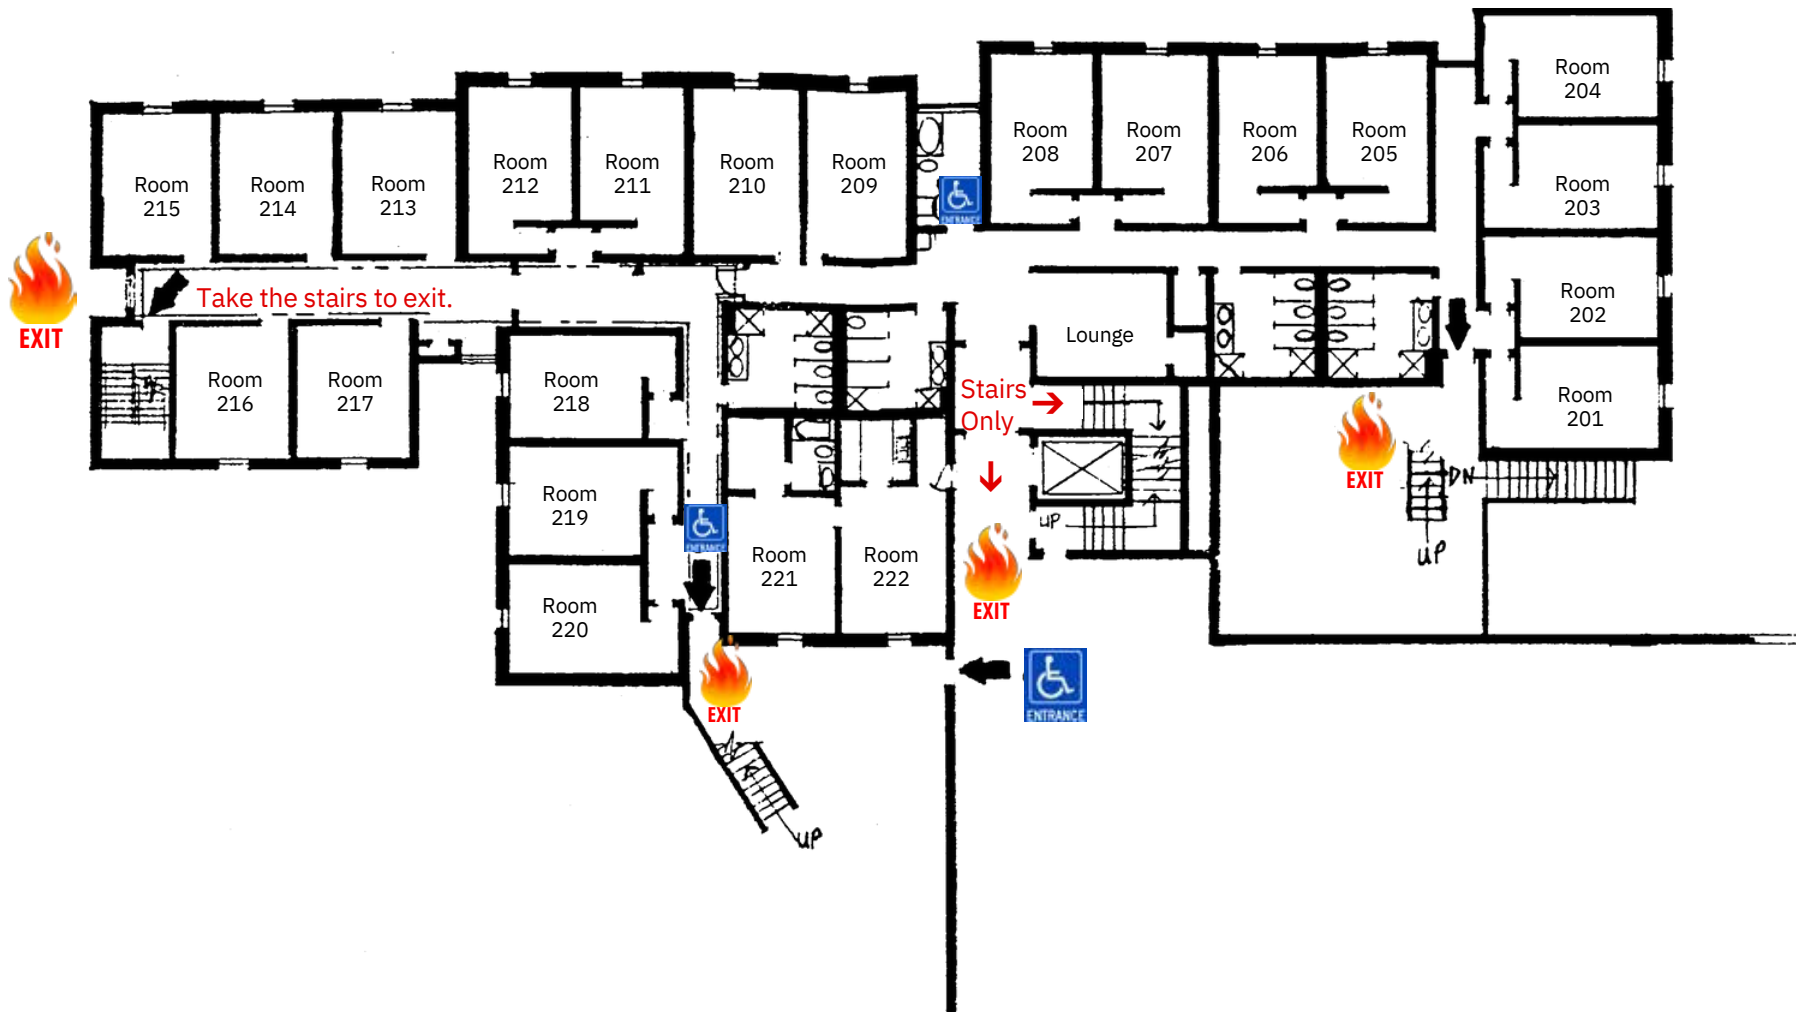 Room
204
Room
208
Room
207
Room
206
Room
205
Room
212
Room
211
Room
210
Room
209
Room
215
Room
214
Room
213
Room
203
ENTRANCE
Take the stairs to exit.
EXIT
Room
202
Lounge
Room
218
Room
216
Room
217
Stairs
Only
Room
201
EXIT
DN
Room
219
UP
ENTRANCE
Room
221
Room
222
UP
EXIT
Room
220
EXIT
ENTRANCE
UP